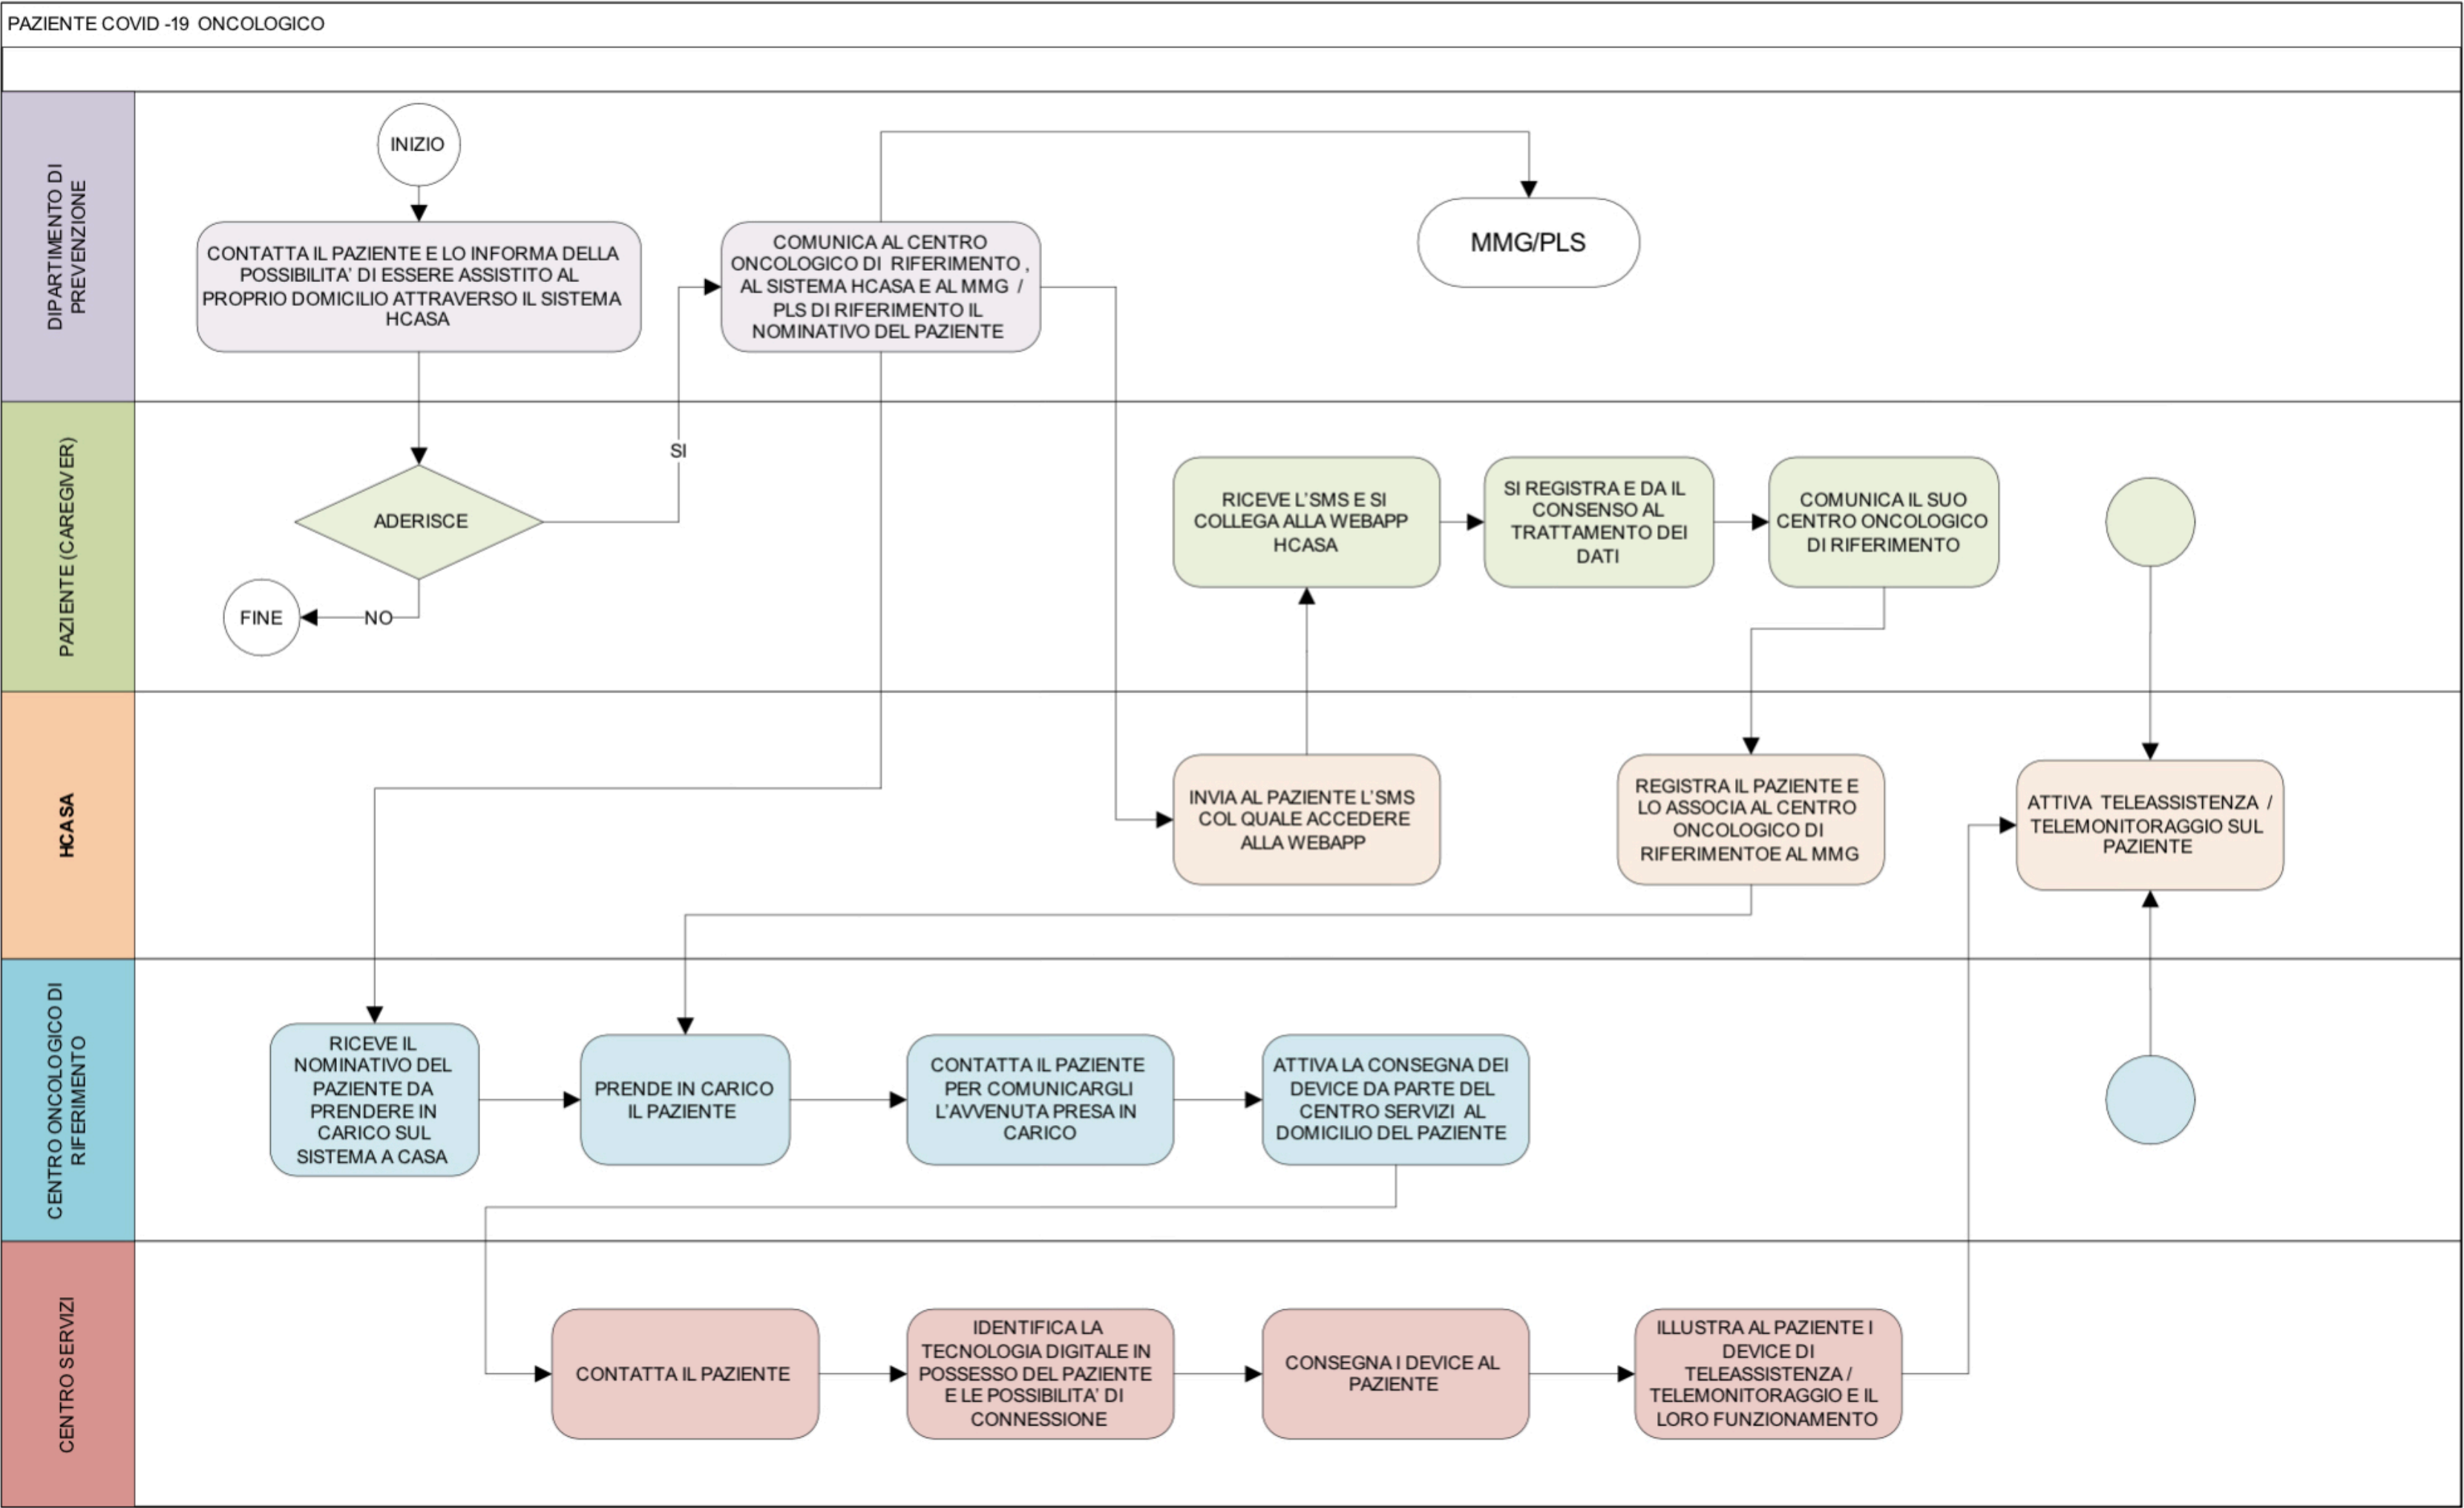 PAZIENTE COVID -19 ONCOLOGICO
DIPARTIMENTO DI
PREVENZIONE
INIZIO
CONTATTA IL PAZIENTE E LO INFORMA DELLA
POSSIBILITA' DI ESSERE ASSISTITO AL
PROPRIO DOMICILIO ATTRAVERSO IL SISTEMA
HCASA
COMUNICA AL CENTRO
ONCOLOGICO DI RIFERIMENTO ,
AL SISTEMA HCASA E AL MMG /
PLS DI RIFERIMENTO IL
NOMINATIVO DEL PAZIENTE
MMG/PLS
PAZIENTE (CAREGIVER)
ADERISCE
SI
NO
FINE
RICEVE L'SMS E SI
COLLEGA ALLA WEBAPP
HCASA
SI REGISTRA E DA IL
CONSENSO AL
TRATTAMENTO DEI
DATI
COMUNICA IL SUO
CENTRO ONCOLOGICO
DI RIFERIMENTO
HCASA
INVIA AL PAZIENTE L'SMS
COL QUALE ACCEDERE
ALLA WEBAPP
REGISTRA IL PAZIENTE E
LO ASSOCIA AL CENTRO
ONCOLOGICO DI
RIFERIMENTOE AL MMG
ATTIVA TELEASSISTENZA /
TELEMONITORAGGIO SUL
PAZIENTE
CENTRO ONCOLOGICO DI
RIFERIMENTO
RICEVE IL
NOMINATIVO DEL
PAZIENTE DA
PRENDERE IN
CARICO SUL
SISTEMA A CASA
PRENDE IN CARICO
IL PAZIENTE
CONTATTA IL PAZIENTE
PER COMUNICARGLI
L'AVVENUTA PRESA IN
CARICO
ATTIVA LA CONSEGNA DEI
DEVICE DA PARTE DEL
CENTRO SERVIZI AL
DOMICILIO DEL PAZIENTE
CENTRO SERVIZI
CONTATTA IL PAZIENTE
IDENTIFICA LA
TECNOLOGIA DIGITALE IN
POSSESSO DEL PAZIENTE
E LE POSSIBILITA' DI
CONNESSIONE
CONSEGNA I DEVICE AL
PAZIENTE
ILLUSTRA AL PAZIENTE I
DEVICE DI
TELEASSISTENZA /
TELEMONITORAGGIO E IL
LORO FUNZIONAMENTO